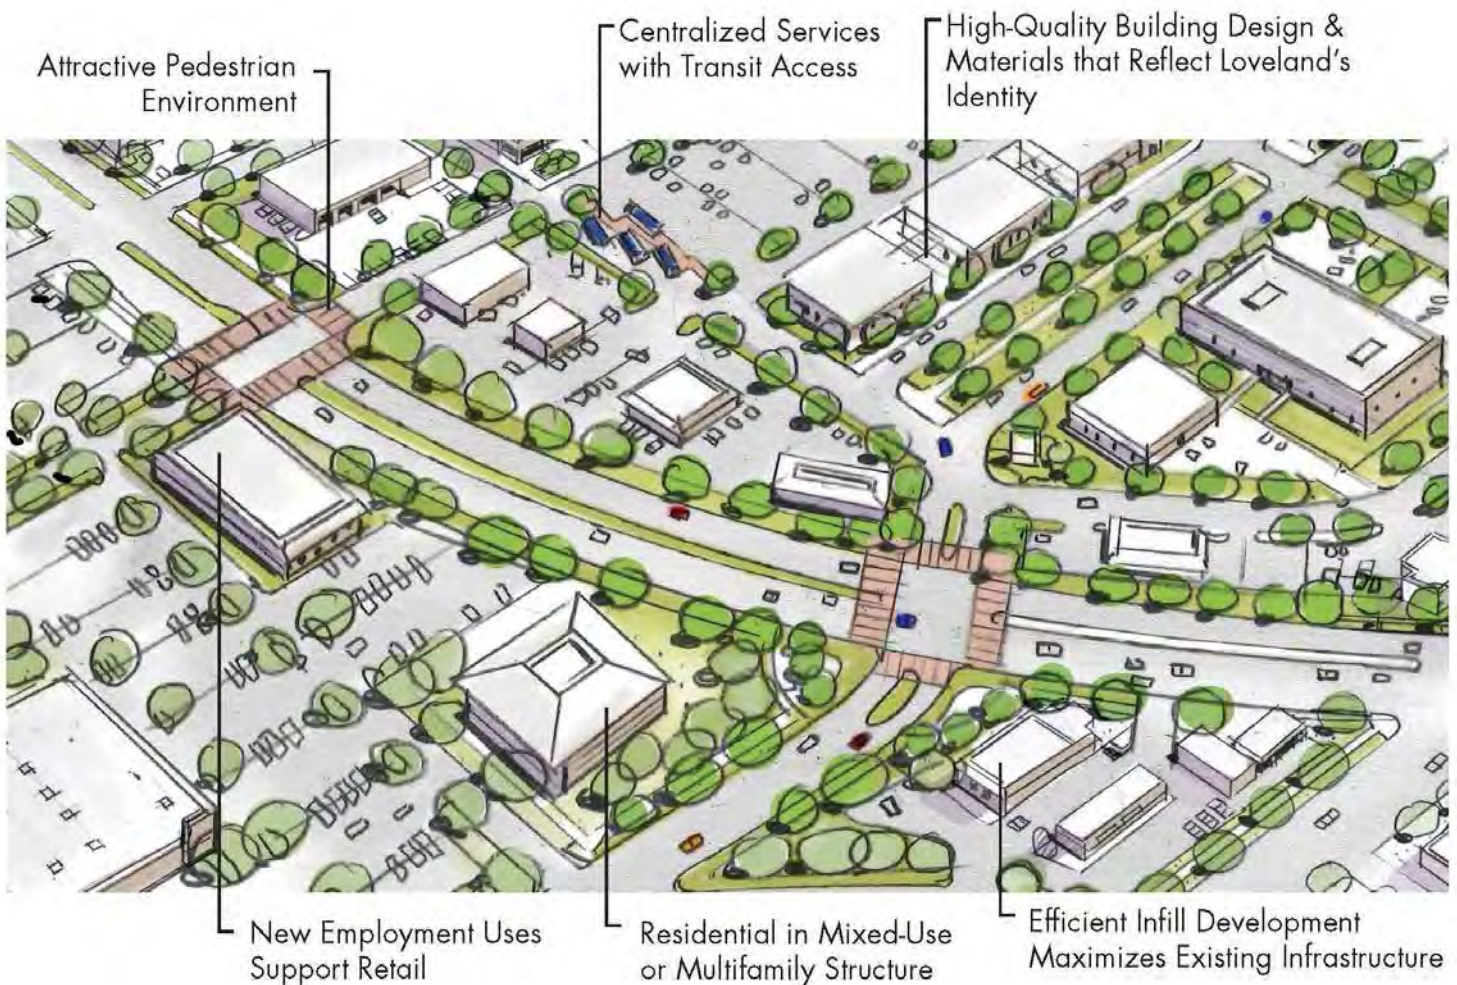 Attractive Pedestrian
Environment
Centralized Services
with Transit Access
High-Quality Building Design &
Materials that Reflect Loveland's
Identity
New Employment Uses
Support Retail
Residential in Mixed-Use
or Multifamily Structure
Efficient Infill Development
Maximizes Existing Infrastructure